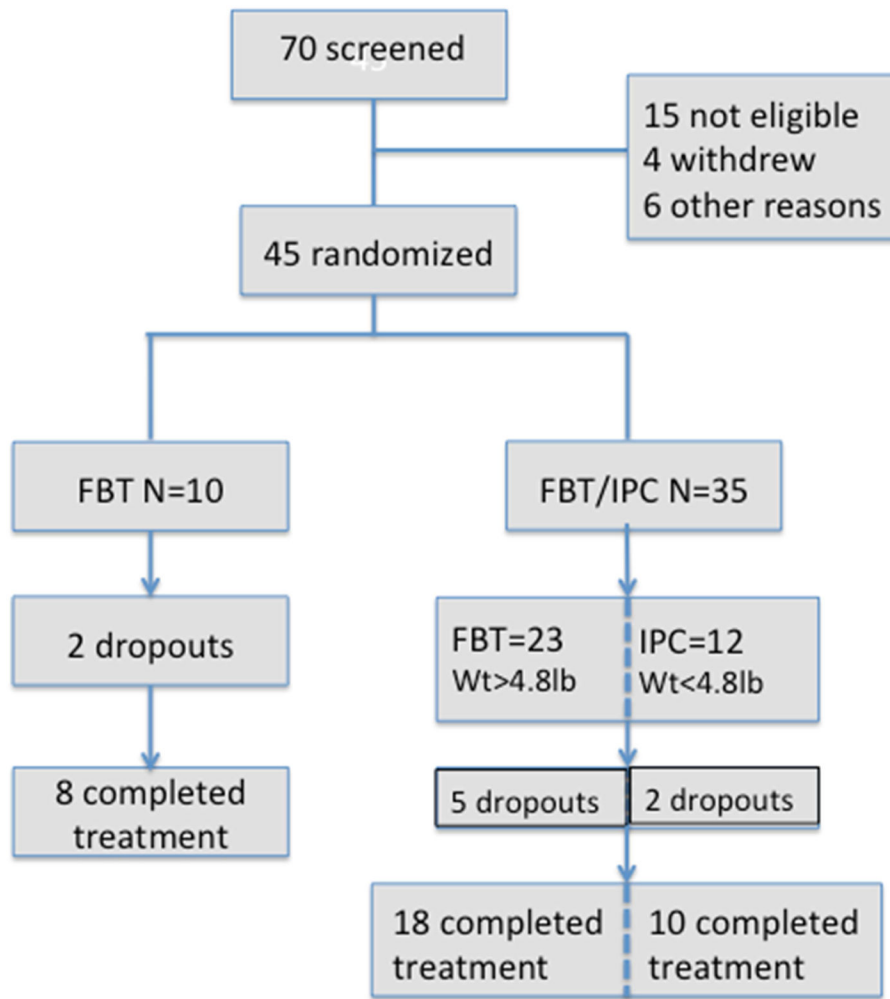 70 screened
45
15 not eligible
4 withdrew
6 other reasons
45 randomized
FBT N=10
FBT/IPC N=35
2 dropouts
FBT=23
Wt>4.8lb
IPC=12
Wt<4.8lb
8 completed
treatment
5 dropouts
2 dropouts
18 completed
treatment
10 completed
treatment